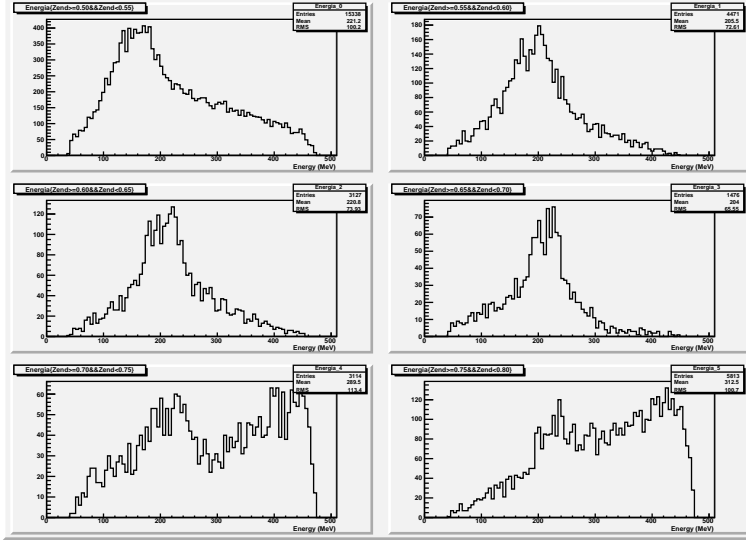 Energia{Zend>=0.50&&Zend<0.55}
Energia_0
Entries 15338
Mean 221.2
RMS 100.2
400
350
300
250
200
150
100
50
0
0 100 200 300 400 500
Energy (MeV)
Energia{Zend>=0.55&&Zend<0.60}
Energia_1
Entries 4471
Mean 205.5
RMS 72.61
180
160
140
120
100
80
60
40
20
0
0 100 200 300 400 500
Energy (MeV)
Energia{Zend>=0.60&&Zend<0.65}
Energia_2
Entries 3127
Mean 220.8
RMS 73.93
120
100
80
60
40
20
0
0 100 200 300 400 500
Energy (MeV)
Energia{Zend>=0.65&&Zend<0.70}
Energia_3
Entries 1476
Mean 204
RMS 65.55
70
60
50
40
30
20
10
0
0 100 200 300 400 500
Energy (MeV)
Energia{Zend>=0.70&&Zend<0.75}
Energia_4
Entries 3114
Mean 289.5
RMS 113.4
60
50
40
30
20
10
0
0 100 200 300 400 500
Energy (MeV)
Energia{Zend>=0.75&&Zend<0.80}
Energia_5
Entries 5813
Mean 312.5
RMS 100.7
120
100
80
60
40
20
0
0 100 200 300 400 500
Energy (MeV)